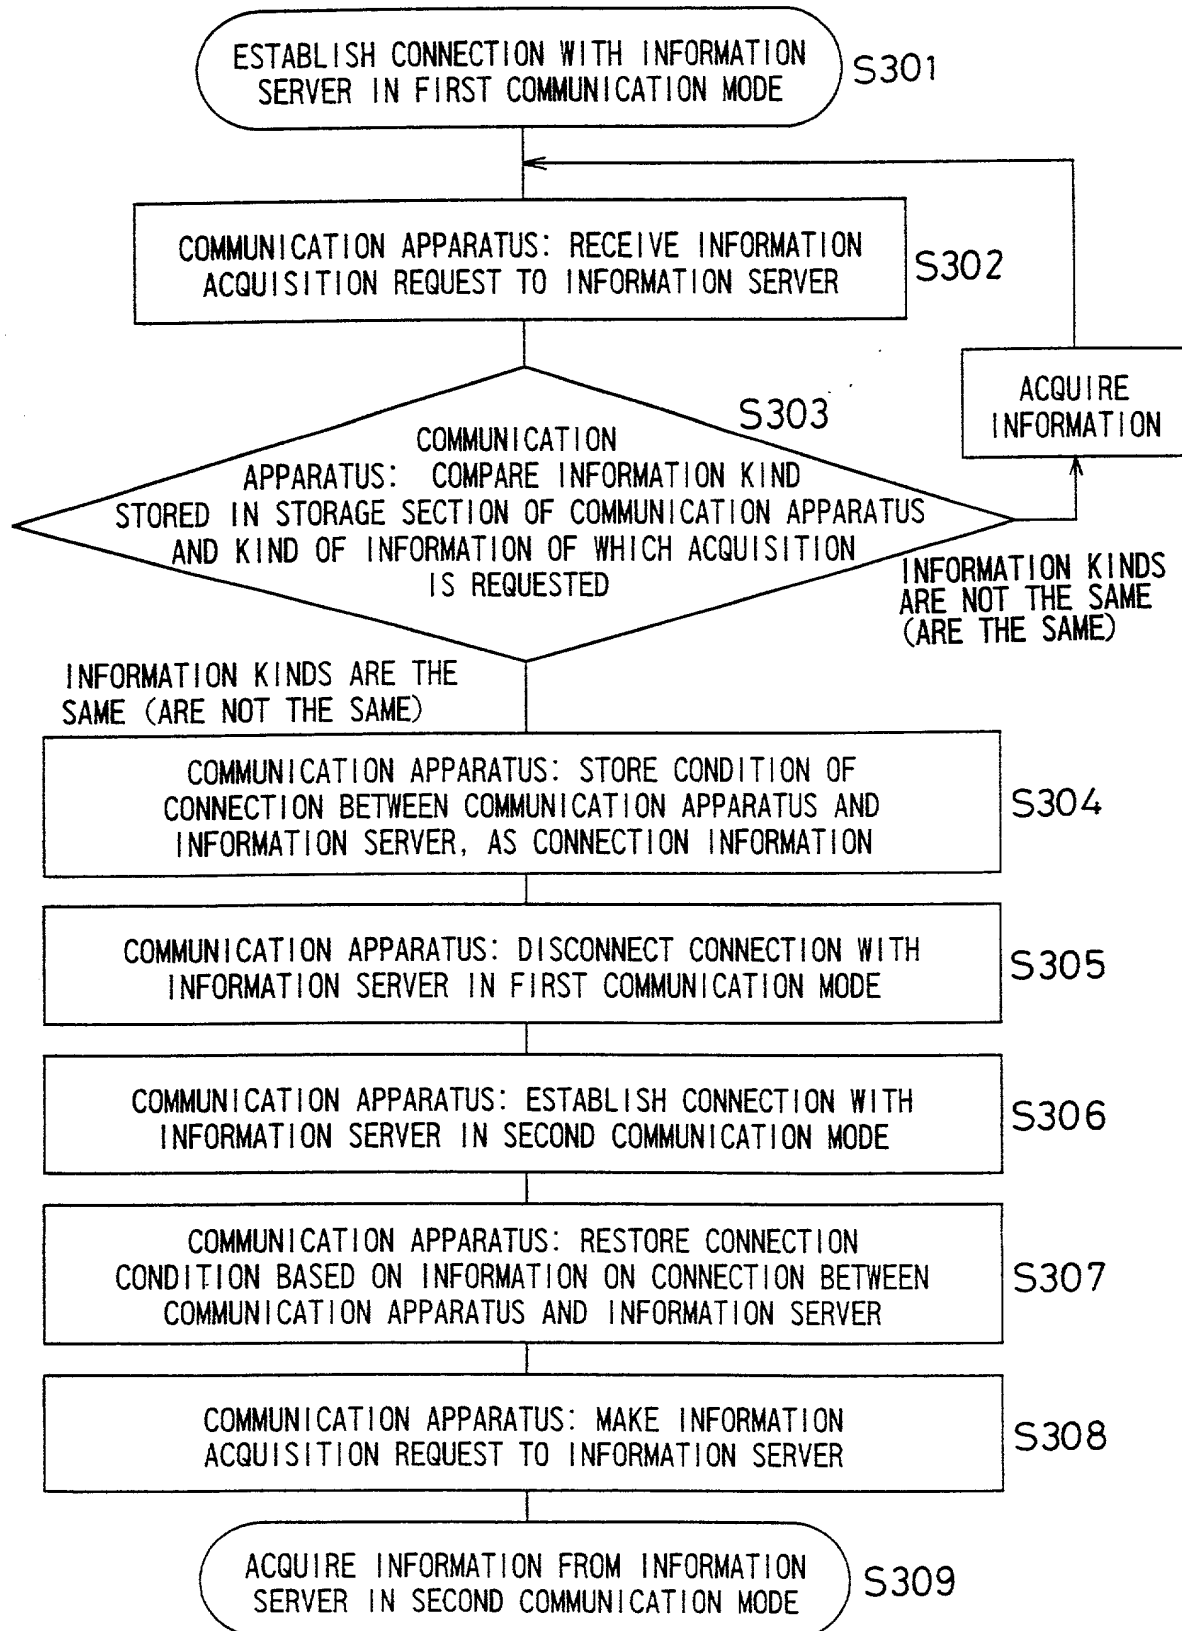 ESTABLISH CONNECTION WITH INFORMATION
SERVER IN FIRST COMMUNICATION MODE
S301
COMMUNICATION APPARATUS: RECEIVE INFORMATION
ACQUISITION REQUEST TO INFORMATION SERVER
S302
ACQUIRE
INFORMATION
S303
COMMUNICATION
APPARATUS: COMPARE INFORMATION KIND
STORED IN STORAGE SECTION OF COMMUNICATION APPARATUS
AND KIND OF INFORMATION OF WHICH ACQUISITION
IS REQUESTED
INFORMATION KINDS
ARE NOT THE SAME
(ARE THE SAME)
INFORMATION KINDS ARE THE
SAME (ARE NOT THE SAME)
COMMUNICATION APPARATUS: STORE CONDITION OF
CONNECTION BETWEEN COMMUNICATION APPARATUS AND
INFORMATION SERVER, AS CONNECTION INFORMATION
S304
COMMUNICATION APPARATUS: DISCONNECT CONNECTION WITH
INFORMATION SERVER IN FIRST COMMUNICATION MODE
S305
COMMUNICATION APPARATUS: ESTABLISH CONNECTION WITH
INFORMATION SERVER IN SECOND COMMUNICATION MODE
S306
COMMUNICATION APPARATUS: RESTORE CONNECTION
CONDITION BASED ON INFORMATION ON CONNECTION BETWEEN
COMMUNICATION APPARATUS AND INFORMATION SERVER
S307
COMMUNICATION APPARATUS: MAKE INFORMATION
ACQUISITION REQUEST TO INFORMATION SERVER
S308
ACQUIRE INFORMATION FROM INFORMATION
SERVER IN SECOND COMMUNICATION MODE
S309